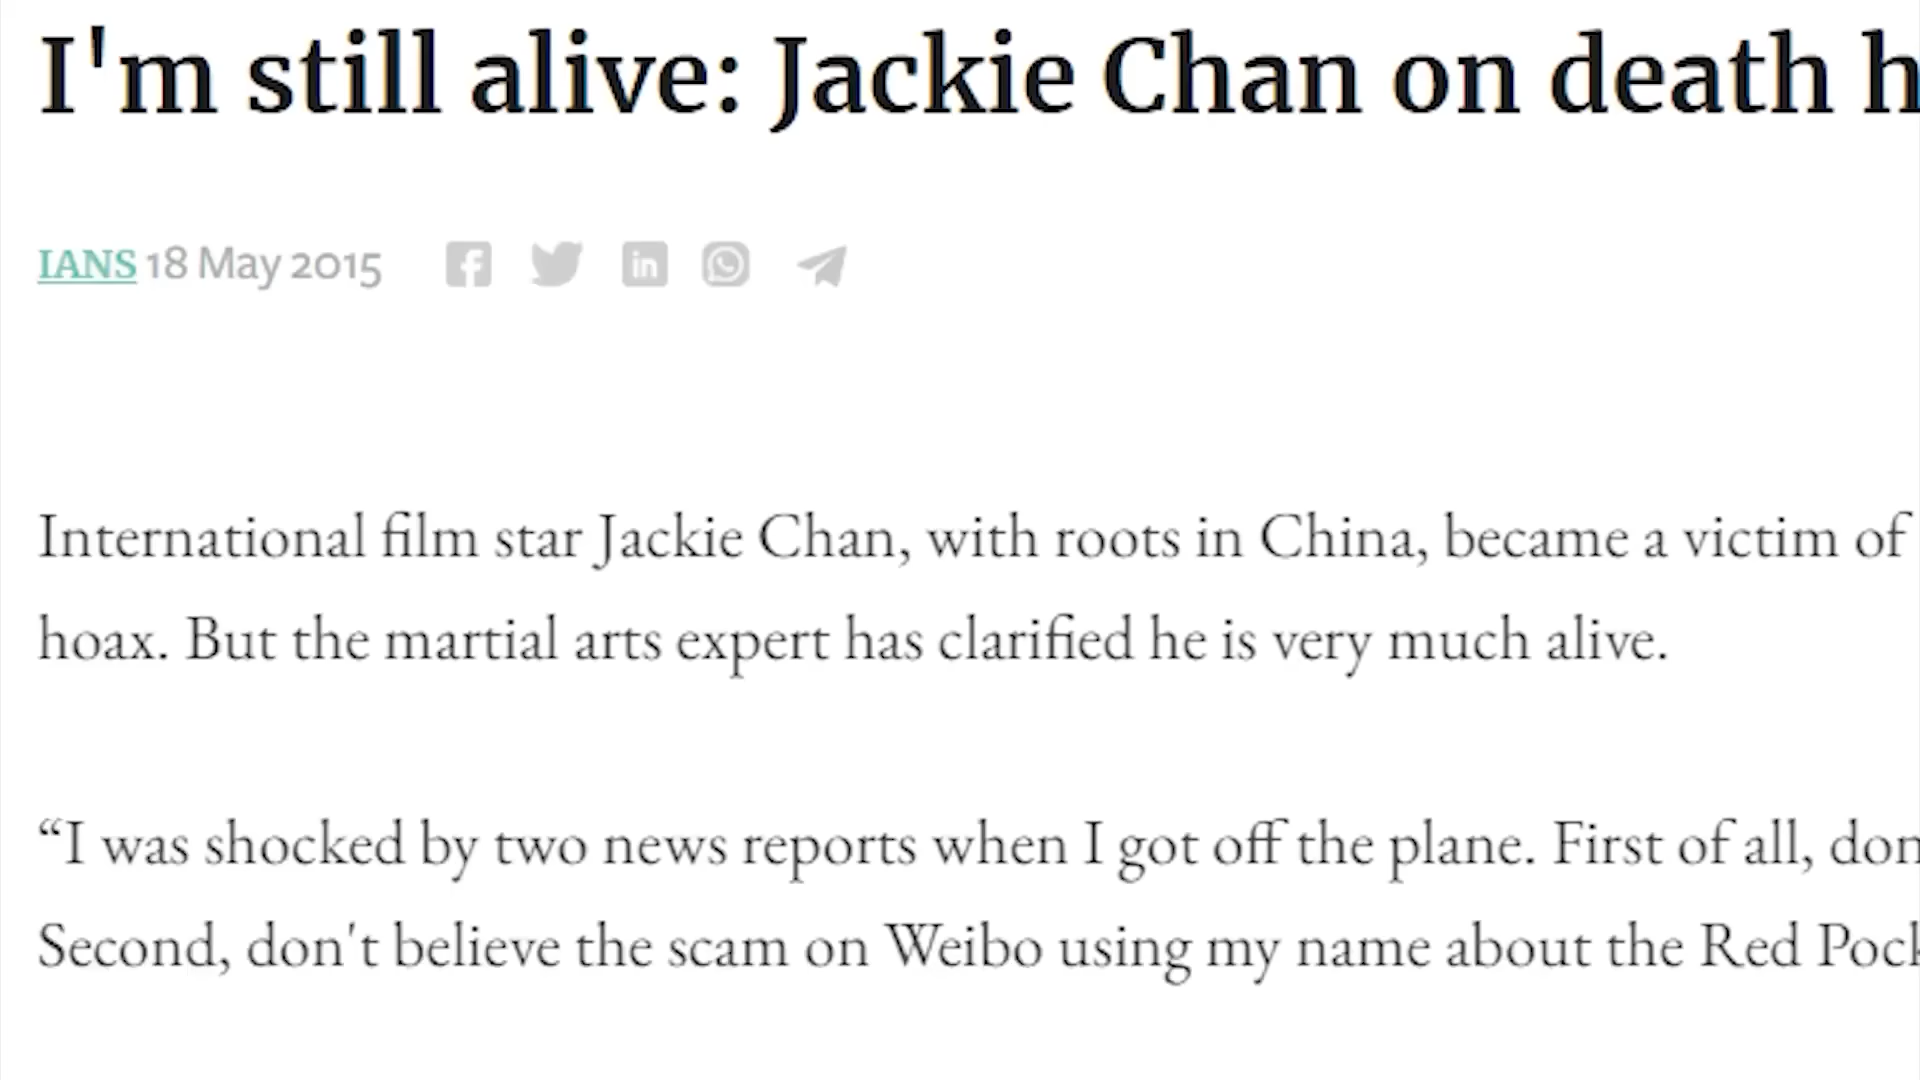 I'm still alive: Jackie Chan on death h
IANS 18 May 2015
International film star Jackie Chan, with roots in China, became a victim of
hoax. But the martial arts expert has clarified he is very much alive.
“I was shocked by two news reports when I got off the plane. First of all, don
Second, don't believe the scam on Weibo using my name about the Red Pock